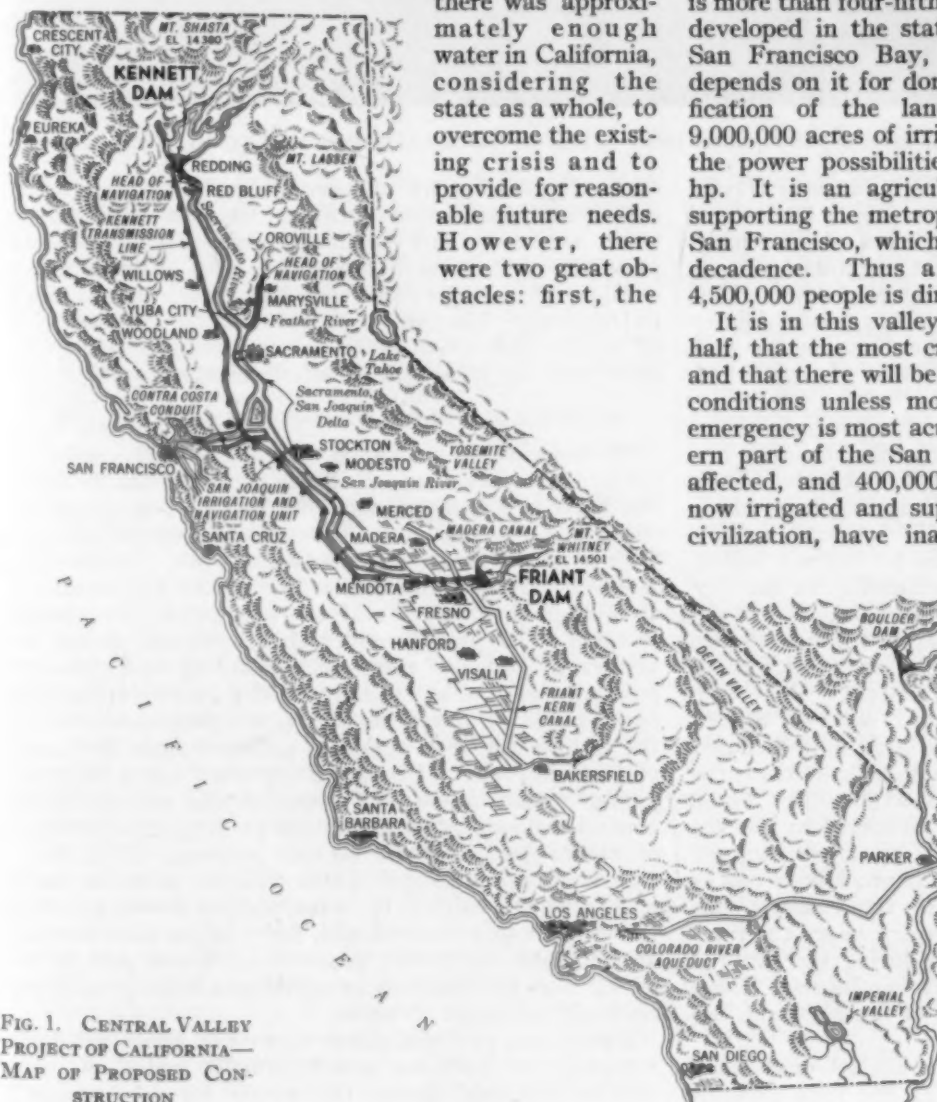 there was approxi-
mately enough
water in California,
considering the
state as a whole, to
overcome the exist-
ing crisis and to
provide for reason-
able future needs.
However, there
were two great ob-
stacles: first, the
is more than four-fifth
developed in the stat
San Francisco Bay,
depends on it for dor
fication of the lan
9,000,000 acres of irri
the power possibilitie
hp. It is an agricul
supporting the metrop
San Francisco, which
decadence. Thus a
4,500,000 people is di
It is in this valley
half, that the most c
and that there will be
conditions unless mo
emergency is most acu
ern part of the San
affected, and 400,000
now irrigated and sup
civilization, have ina
CRESCENT
CITY
MT. SHASTA
EL 14380
KENNETT
DAM
EUREKA
REDDING
MT. LASSEN
HEAD OF
NAVIGATION
RED BLUFF
Sacramento River
KENNETT
TRANSMISSION
LINE
OROVILLE
HEAD OF
NAVIGATION
WILLOWS
MARYSVILLE
YUBA CITY
Feather River
WOODLAND
SACRAMENTO
Lake
Tahoe
Sacramento,
San Joaquin
Delta
CONTRA COSTA
CONDUIT
STOCKTON
YOSEMITE
VALLEY
SAN FRANCISCO
MODESTO
San Joaquin River
SAN JOAQUIN
IRRIGATION AND
NAVIGATION UNIT
MERCED
SANTA CRUZ
MADERA
MADERA CANAL
MT.
WHITNEY
EL 14501
MENDOTA
FRIANT
DAM
FRESNO
HANFORD
VISALIA
BOULDER
DAM
DEATH VALLEY
FRIANT
KERN
CANAL
BAKERSFIELD
SANTA
BARBARA
PARKER
LOS ANGELES
COLORADO RIVER
AQUEDUCT
IMPERIAL
VALLEY
SAN DIEGO
PACIFIC OCEAN
FIG. 1. CENTRAL VALLEY
PROJECT OF CALIFORNIA—
MAP OF PROPOSED CON-
STRUCTION